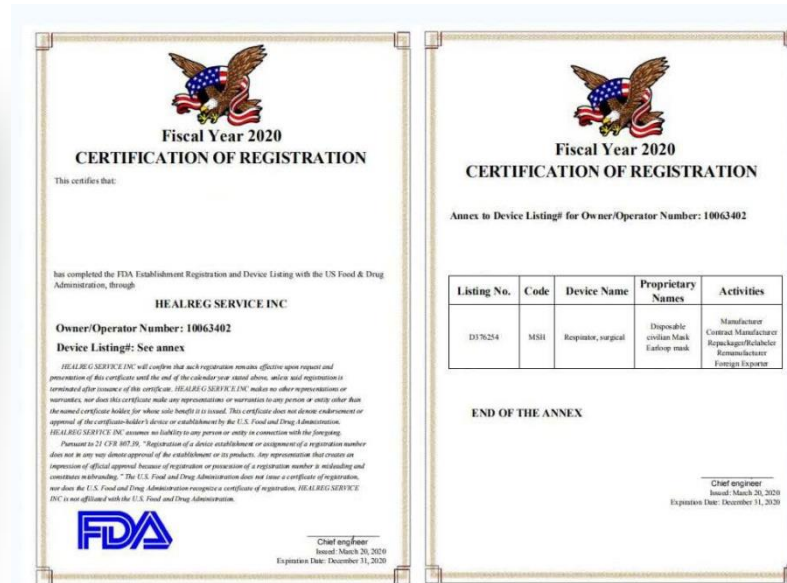 Fiscal Year 2020
CERTIFICATION OF REGISTRATION
This certifies that:
has completed the FDA Establishment Registration and Device Listing with the US Food & Drug
Administration, through
HEALREG SERVICE INC
Owner/Operator Number: 10063402
Device Listing#: See annex
HEALREG SERVICE INC will confirm that such registration remains effective upon request and
presentation of this certificate until the end of the calendar year stated above, unless said registration is
terminated after issuance of this certificate. HEALREG SERVICE INC makes no other representations or
warranties, nor does this certificate make any representations or warranties to any person or entity other than
the named certificate holder, for whose sole benefit it is issued. This certificate does not denote endorsement or
approval of the certificate-holder's device or establishment by the U.S. Food and Drug Administration.
HEALREG SERVICE INC assumes no liability to any person or entity in connection with the foregoing.
Pursuant to 21 CFR 807.39, "Registration of a device establishment or assignment of a registration number
does not in any way denote approval of the establishment or its products. Any representation that creates an
impression of official approval because of registration or possession of a registration number is misleading and
constitutes misbranding." The U.S. Food and Drug Administration does not issue a certificate of registration,
nor does the U.S. Food and Drug Administration recognize a certificate of registration. HEALREG SERVICE
INC is not affiliated with the U.S. Food and Drug Administration.
FDA
Chief engineer
Issued: March 20, 2020
Expiration Date: December 31, 2020
Fiscal Year 2020
CERTIFICATION OF REGISTRATION
Annex to Device Listing# for Owner/Operator Number: 10063402
Listing No. Code Device Name Proprietary Names Activities
D376254 MSH Respirator, surgical Disposable civilian Mask Earloop mask Manufacturer Contract Manufacturer Repackager/Relabeler Remanufacturer Foreign Exporter
END OF THE ANNEX
Chief engineer
Issued: March 20, 2020
Expiration Date: December 31, 2020